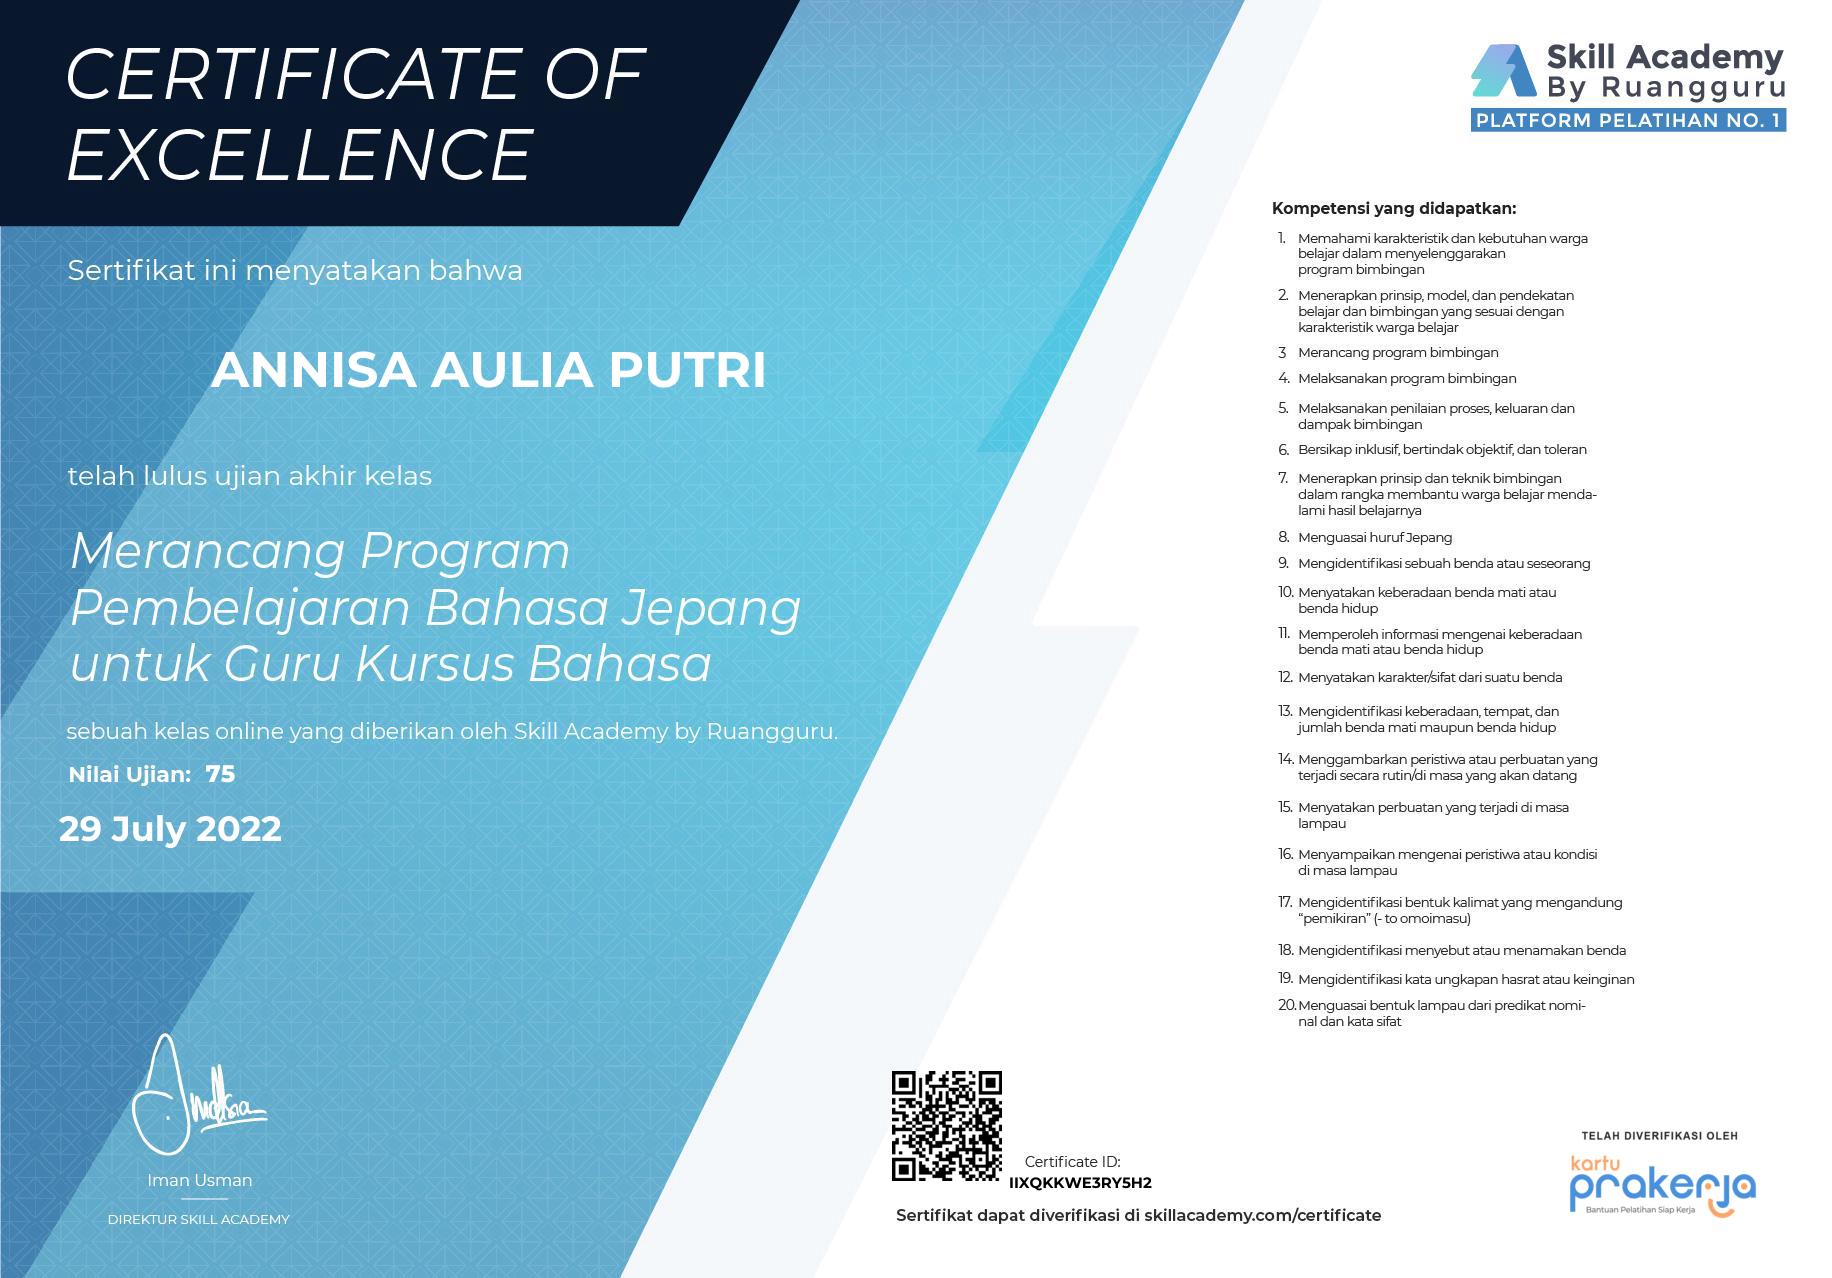 CERTIFICATE OF
EXCELLENCE
Sertifikat ini menyatakan bahwa
ANNISA AULIA PUTRI
telah lulus ujian akhir kelas
Merancang Program
Pembelajaran Bahasa Jepang
untuk Guru Kursus Bahasa
sebuah kelas online yang diberikan oleh Skill Academy by Ruangguru.
Nilai Ujian: 75
29 July 2022
Iman Usman
DIREKTUR SKILL ACADEMY
Skill Academy
By Ruangguru
PLATFORM PELATIHAN NO. 1
Kompetensi yang didapatkan:
1. Memahami karakteristik dan kebutuhan warga
belajar dalam menyelenggarakan
program bimbingan
2. Menerapkan prinsip, model, dan pendekatan
belajar dan bimbingan yang sesuai dengan
karakteristik warga belajar
3 Merancang program bimbingan
4. Melaksanakan program bimbingan
5. Melaksanakan penilaian proses, keluaran dan
dampak bimbingan
6. Bersikap inklusif, bertindak objektif, dan toleran
7. Menerapkan prinsip dan teknik bimbingan
dalam rangka membantu warga belajar menda-
lami hasil belajarnya
8. Menguasai huruf Jepang
9. Mengidentifikasi sebuah benda atau seseorang
10. Menyatakan keberadaan benda mati atau
benda hidup
11. Memperoleh informasi mengenai keberadaan
benda mati atau benda hidup
12. Menyatakan karakter/sifat dari suatu benda
13. Mengidentifikasi keberadaan, tempat, dan
jumlah benda mati maupun benda hidup
14. Menggambarkan peristiwa atau perbuatan yang
terjadi secara rutin/di masa yang akan datang
15. Menyatakan perbuatan yang terjadi di masa
lampau
16. Menyampaikan mengenai peristiwa atau kondisi
di masa lampau
17. Mengidentifikasi bentuk kalimat yang mengandung
“pemikiran” (- to omoimasu)
18. Mengidentifikasi menyebut atau menamakan benda
19. Mengidentifikasi kata ungkapan hasrat atau keinginan
20. Menguasai bentuk lampau dari predikat nomi-
nal dan kata sifat
Certificate ID:
IIXQKKWE3RY5H2
Sertifikat dapat diverifikasi di skillacademy.com/certificate
TELAH DIVERIFIKASI OLEH
kartu
prakerja
Bantuan Pelatihan Siap Kerja